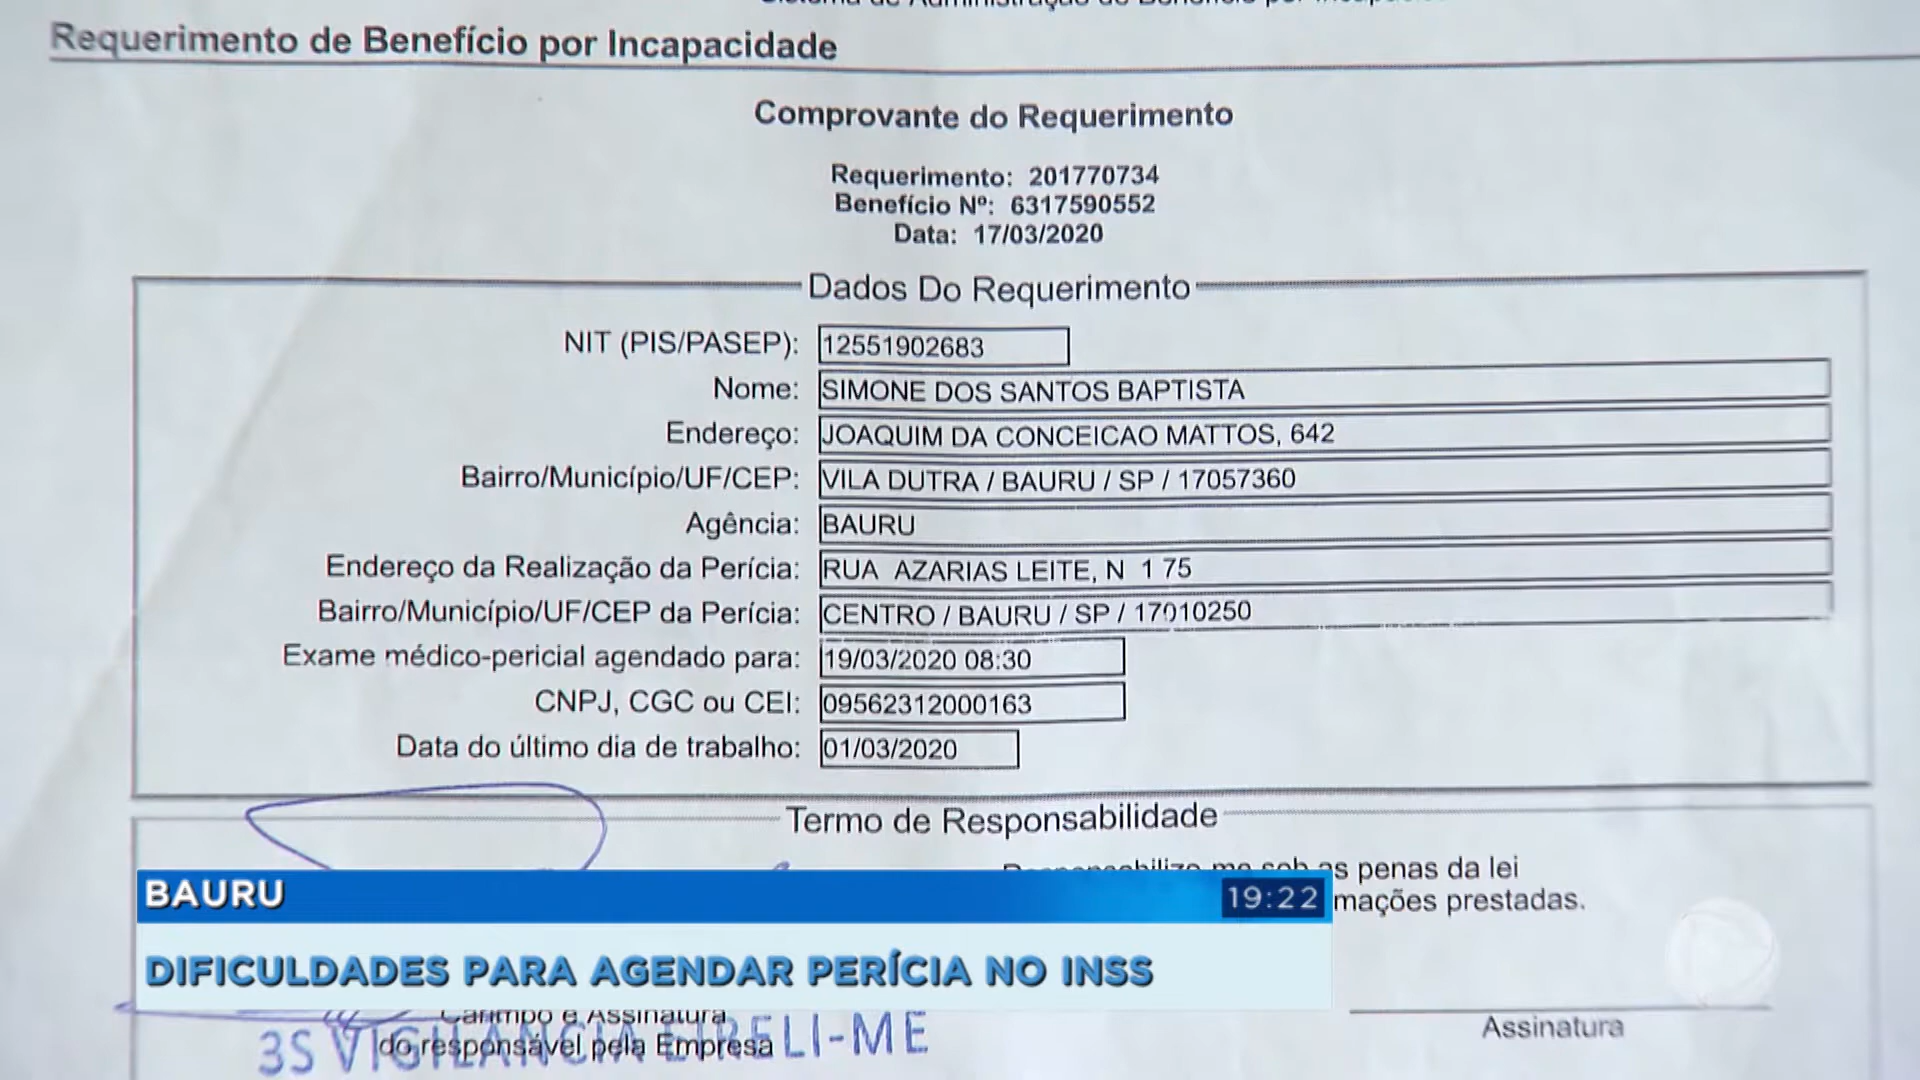 Requerimento de Benefício por Incapacidade
Comprovante do Requerimento
Requerimento: 201770734
Benefício Nº: 6317590552
Data: 17/03/2020
Dados Do Requerimento
NIT (PIS/PASEP): 12551902683
Nome: SIMONE DOS SANTOS BAPTISTA
Endereço: JOAQUIM DA CONCEICAO MATTOS, 642
Bairro/Município/UF/CEP: VILA DUTRA / BAURU / SP / 17057360
Agência: BAURU
Endereço da Realização da Perícia: RUA AZARIAS LEITE, N 1 75
Bairro/Município/UF/CEP da Perícia: CENTRO / BAURU / SP / 17010250
Exame médico-pericial agendado para: 19/03/2020 08:30
CNPJ, CGC ou CEI: 09562312000163
Data do último dia de trabalho: 01/03/2020
Termo de Responsabilidade
as penas da lei
mações prestadas.
BAURU 19:22
DIFICULDADES PARA AGENDAR PERÍCIA NO INSS
Carimpo e Assinatura
do responsável pela Empresa
3S VIGILANCIA EIRELI-ME
Assinatura